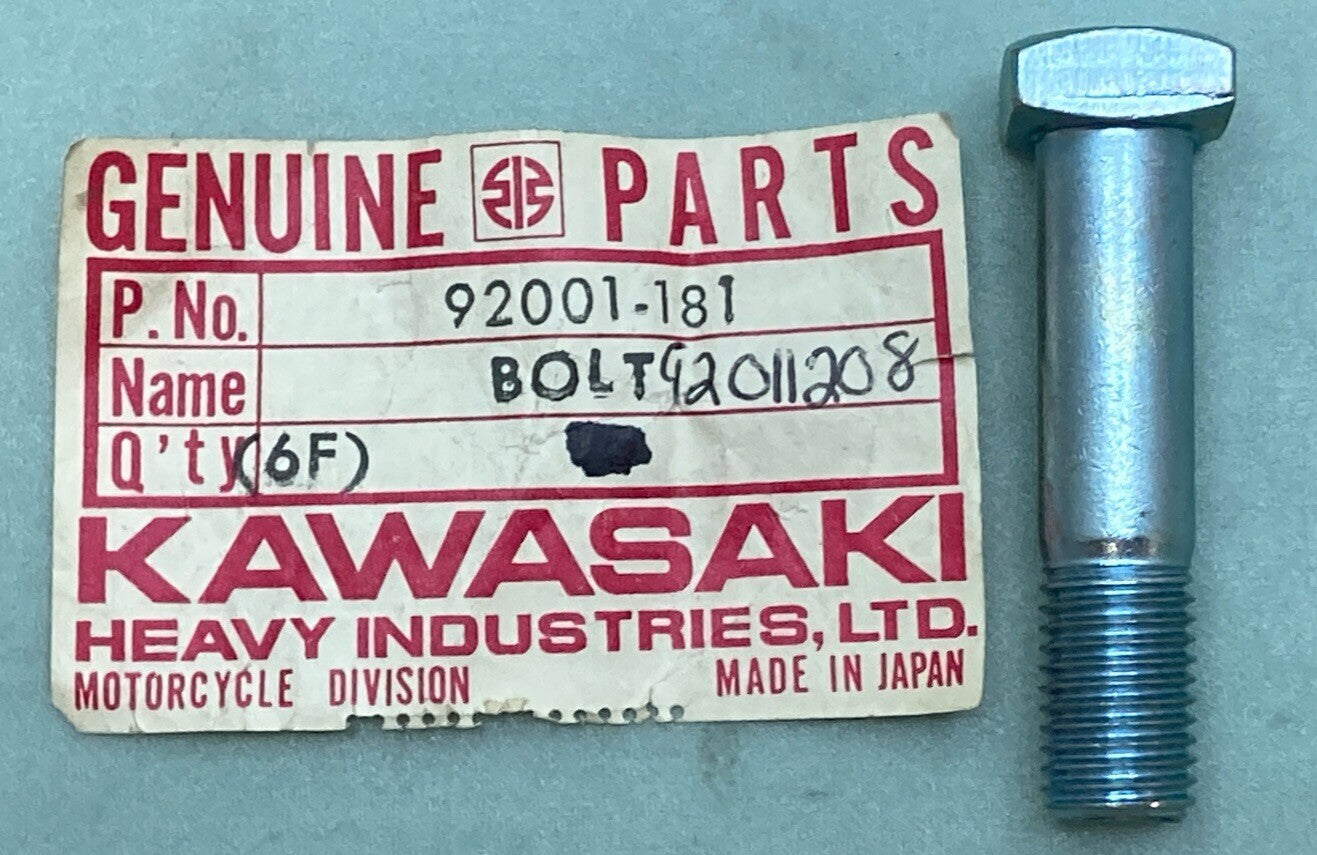 GENUINE PARTS
P. No. 92001-181
Name BOLT 92011208
Q'ty (6F)
KAWASAKI
HEAVY INDUSTRIES, LTD.
MOTORCYCLE DIVISION MADE IN JAPAN